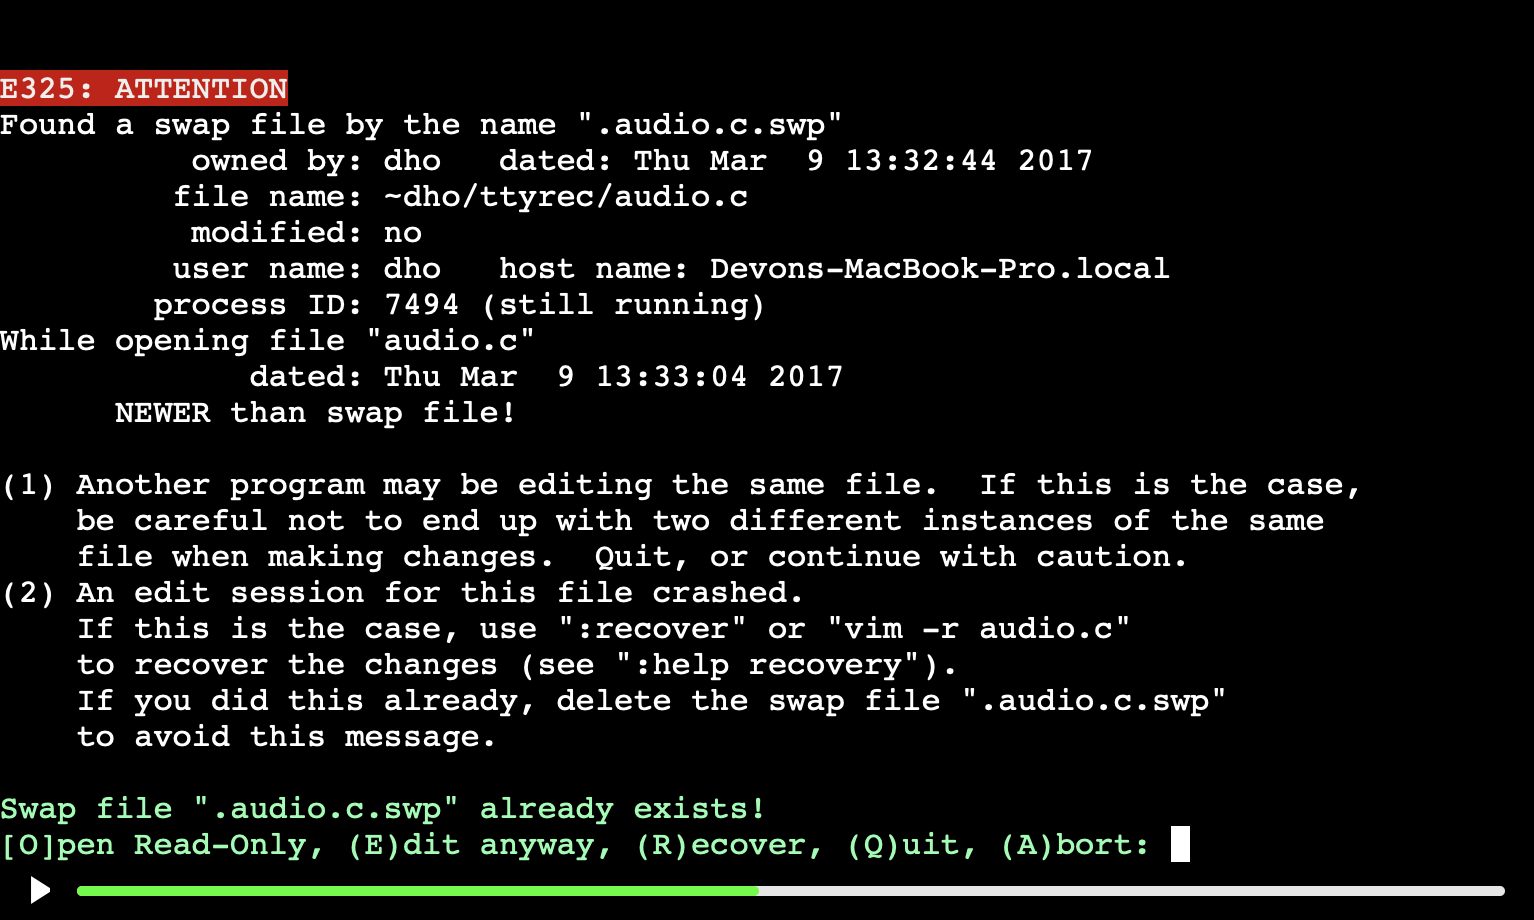 E325: ATTENTION
Found a swap file by the name ".audio.c.swp"
          owned by: dho   dated: Thu Mar  9 13:32:44 2017
         file name: ~dho/ttyrec/audio.c
          modified: no
         user name: dho   host name: Devons-MacBook-Pro.local
        process ID: 7494 (still running)
While opening file "audio.c"
             dated: Thu Mar  9 13:33:04 2017
      NEWER than swap file!

(1) Another program may be editing the same file.  If this is the case,
    be careful not to end up with two different instances of the same
    file when making changes.  Quit, or continue with caution.
(2) An edit session for this file crashed.
    If this is the case, use ":recover" or "vim -r audio.c"
    to recover the changes (see ":help recovery").
    If you did this already, delete the swap file ".audio.c.swp"
    to avoid this message.

Swap file ".audio.c.swp" already exists!
[O]pen Read-Only, (E)dit anyway, (R)ecover, (Q)uit, (A)bort: